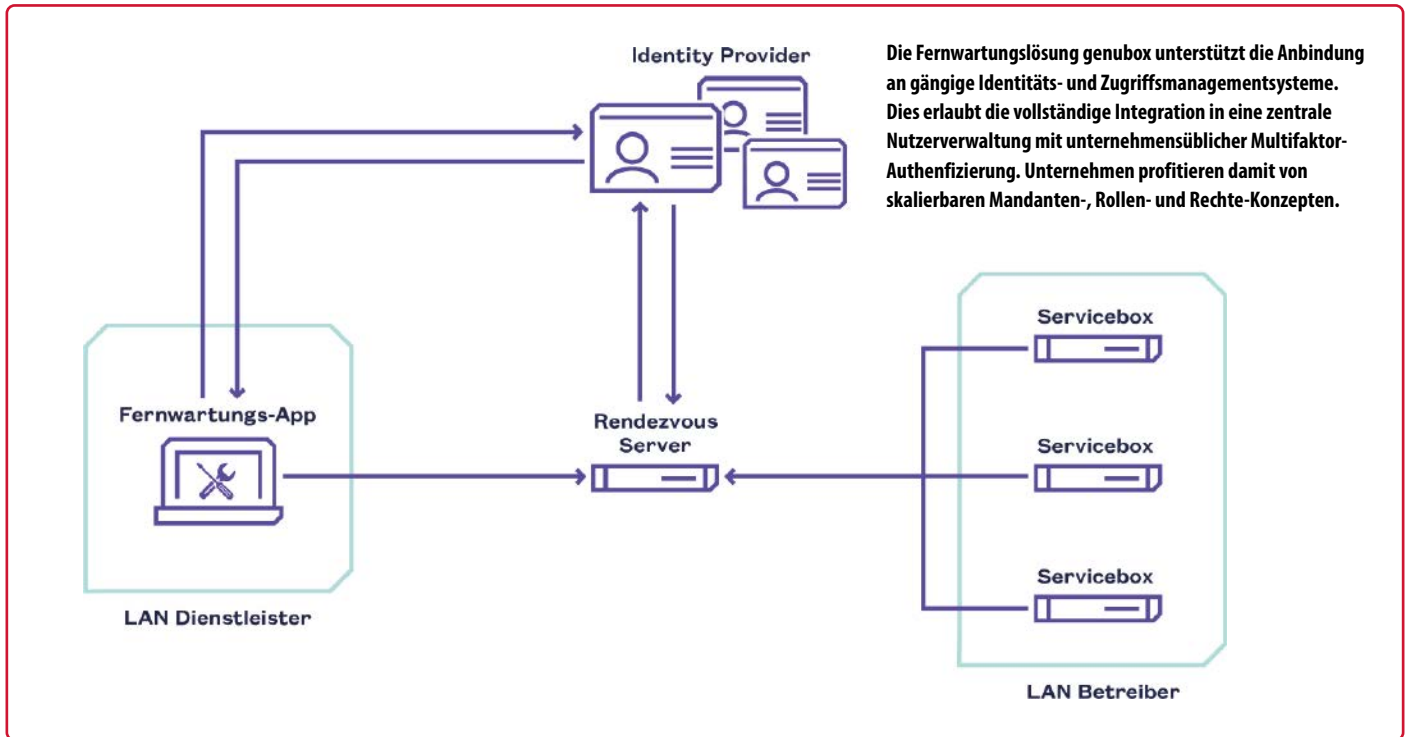 Identity Provider
Die Fernwartungslösung genubox unterstützt die Anbindung
an gängige Identitäts- und Zugriffsmanagementsysteme.
Dies erlaubt die vollständige Integration in eine zentrale
Nutzerverwaltung mit unternehmensüblicher Multifaktor-
Authenfizierung. Unternehmen profitieren damit von
skalierbaren Mandanten-, Rollen- und Rechte-Konzepten.
Fernwartungs-App
LAN Dienstleister
Rendezvous
Server
Servicebox
Servicebox
Servicebox
LAN Betreiber